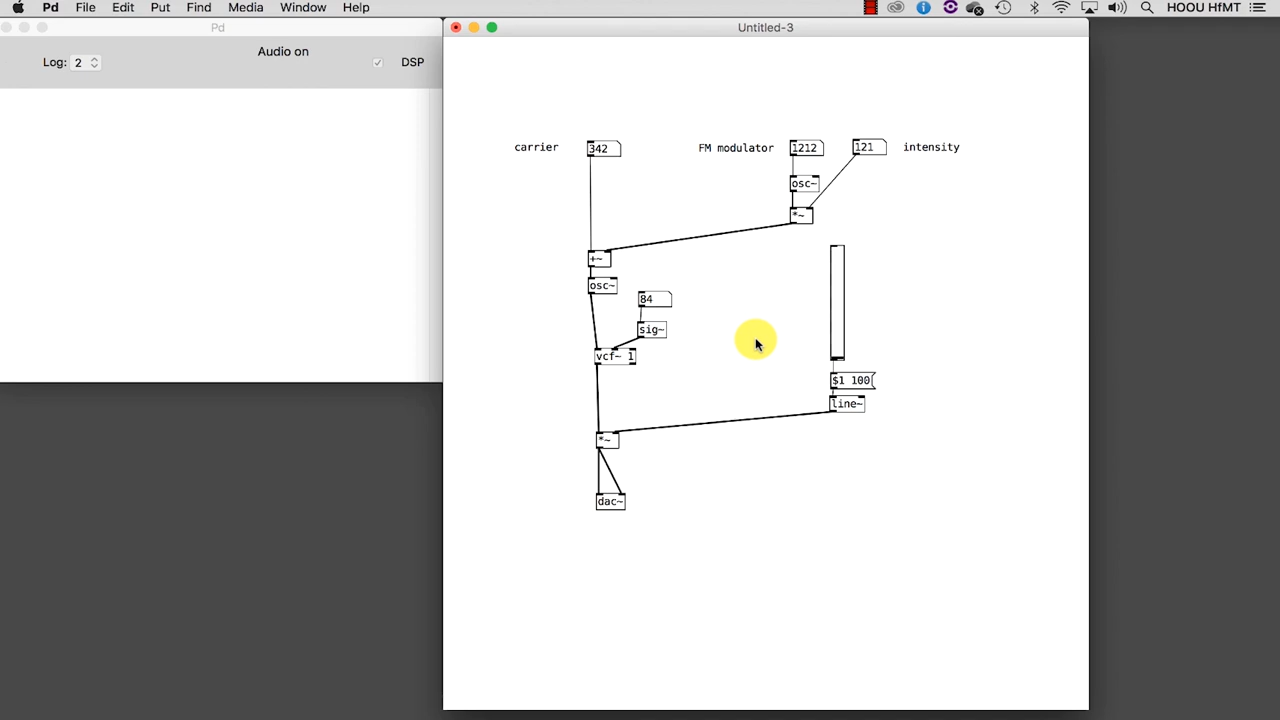 Pd File Edit Put Find Media Window Help HOOU HfMT
Pd
Untitled-3
Audio on
Log: 2 DSP
carrier 342 FM modulator 1212 121 intensity
osc~
*~
+~
osc~
84
sig~
vcf~ 1
$1 100
line~
*~
dac~